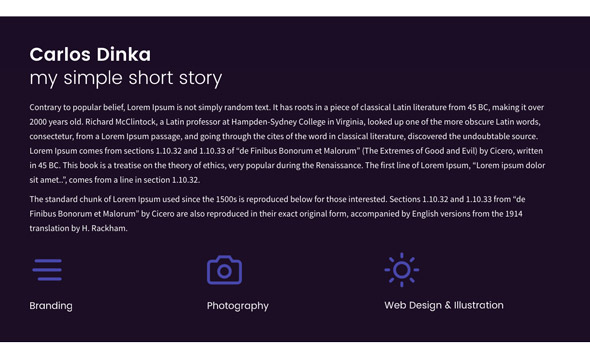 Carlos Dinka
my simple short story
Contrary to popular belief, Lorem Ipsum is not simply random text. It has roots in a piece of classical Latin literature from 45 BC, making it over
2000 years old. Richard McClintock, a Latin professor at Hampden-Sydney College in Virginia, looked up one of the more obscure Latin words,
consectetur, from a Lorem Ipsum passage, and going through the cites of the word in classical literature, discovered the undoubtable source.
Lorem Ipsum comes from sections 1.10.32 and 1.10.33 of “de Finibus Bonorum et Malorum” (The Extremes of Good and Evil) by Cicero, written
in 45 BC. This book is a treatise on the theory of ethics, very popular during the Renaissance. The first line of Lorem Ipsum, “Lorem ipsum dolor
sit amet..”, comes from a line in section 1.10.32.
The standard chunk of Lorem Ipsum used since the 1500s is reproduced below for those interested. Sections 1.10.32 and 1.10.33 from “de
Finibus Bonorum et Malorum” by Cicero are also reproduced in their exact original form, accompanied by English versions from the 1914
translation by H. Rackham.
Branding
Photography
Web Design & Illustration